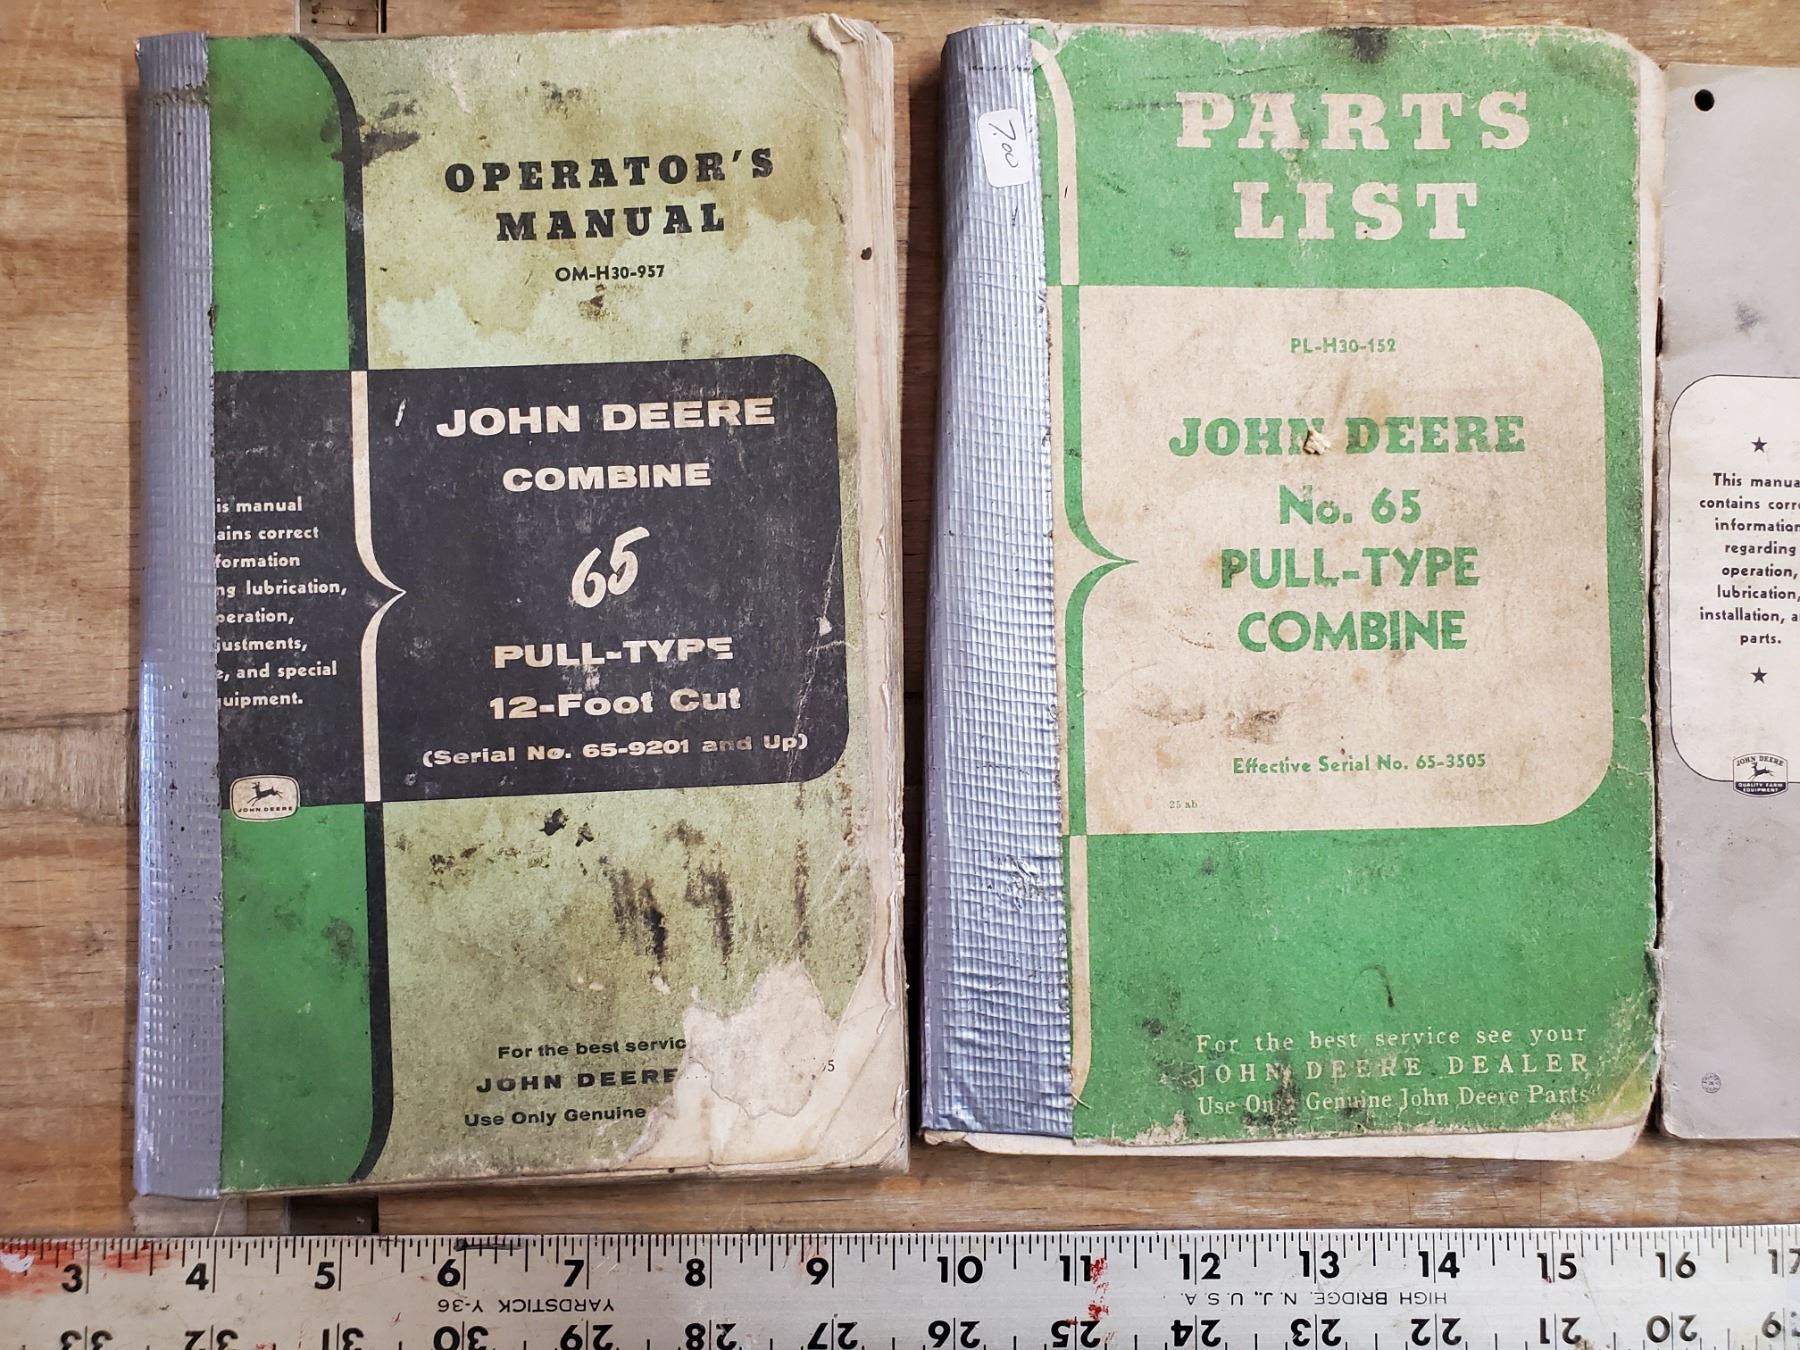 OPERATOR'S
MANUAL
OM-H30-957
JOHN DEERE
COMBINE
65
PULL-TYPE
12-Foot Cut
(Serial No. 65-9201 and Up)
is manual
ains correct
formation
ng lubrication,
peration,
justments,
e, and special
uipment.
JOHN DEERE
For the best servic
JOHN DEERE
Use Only Genuine
7.00
PARTS
LIST
PL-H30-152
JOHN DEERE
No. 65
PULL-TYPE
COMBINE
Effective Serial No. 65-3505
25 ab
For the best service see your
JOHN DEERE DEALER
Use Only Genuine John Deere Parts
★
This manua
contains corre
information
regarding
operation,
lubrication,
installation, a
parts.
★
JOHN DEERE
QUALITY FARM
EQUIPMENT
3 4 5 6 7 8 9 10 11 12 13 14 15 16 17
YARDSTICK Y-36
HIGH BRIDGE, N.J., U.S.A.
33 32 31 30 29 28 27 26 25 24 23 22 21 20 19